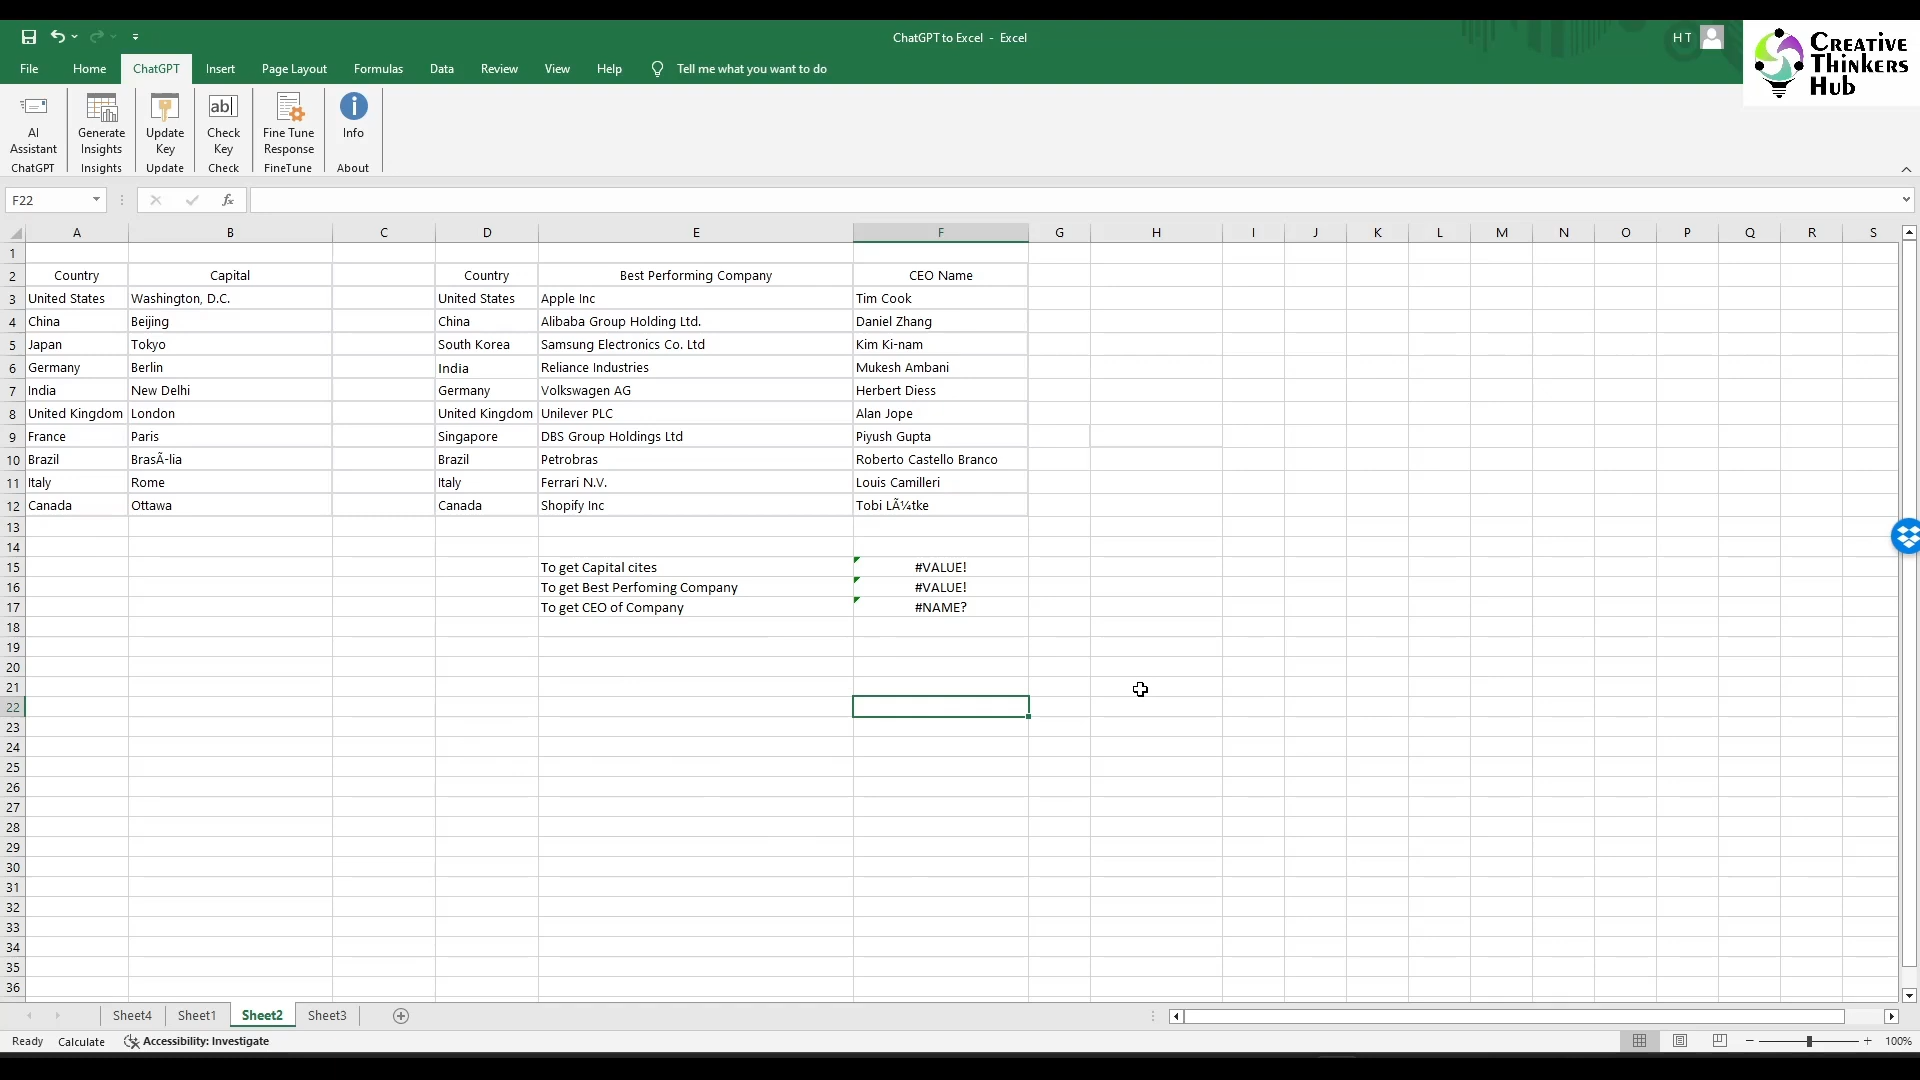 ChatGPT to Excel - Excel
H T
Creative
Thinkers
Hub
File Home ChatGPT Insert Page Layout Formulas Data Review View Help Tell me what you want to do
AI Assistant
Generate Insights
Update Key
ab| Check Key
Fine Tune Response
Info
ChatGPT Insights Update Check FineTune About
F22 fx
A B C D E F G H I J K L M N O P Q R S
1
2 Country Capital Country Best Performing Company CEO Name
3 United States Washington, D.C. United States Apple Inc Tim Cook
4 China Beijing China Alibaba Group Holding Ltd. Daniel Zhang
5 Japan Tokyo South Korea Samsung Electronics Co. Ltd Kim Ki-nam
6 Germany Berlin India Reliance Industries Mukesh Ambani
7 India New Delhi Germany Volkswagen AG Herbert Diess
8 United Kingdom London United Kingdom Unilever PLC Alan Jope
9 France Paris Singapore DBS Group Holdings Ltd Piyush Gupta
10 Brazil BrasÃ-lia Brazil Petrobras Roberto Castello Branco
11 Italy Rome Italy Ferrari N.V. Louis Camilleri
12 Canada Ottawa Canada Shopify Inc Tobi LÃ¼tke
13
14
15 To get Capital cites #VALUE!
16 To get Best Perfoming Company #VALUE!
17 To get CEO of Company #NAME?
18
19
20
21
22
23
24
25
26
27
28
29
30
31
32
33
34
35
36
Sheet4 Sheet1 Sheet2 Sheet3
Ready Calculate Accessibility: Investigate 100%